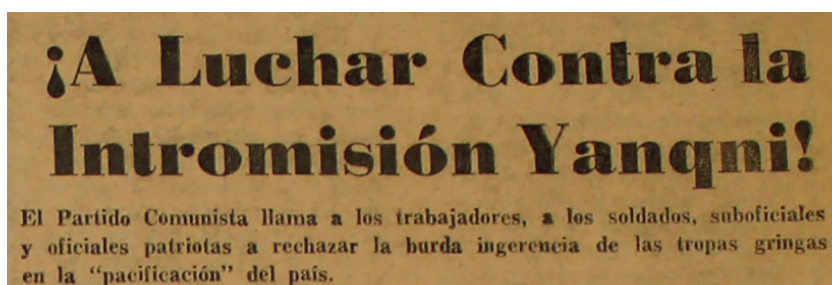 ¡A Luchar Contra la
Intromisión Yanqni!
El Partido Comunista llama a los trabajadores, a los soldados, suboficiales
y oficiales patriotas a rechazar la burda ingerencia de las tropas gringas
en la "pacificación" del país.